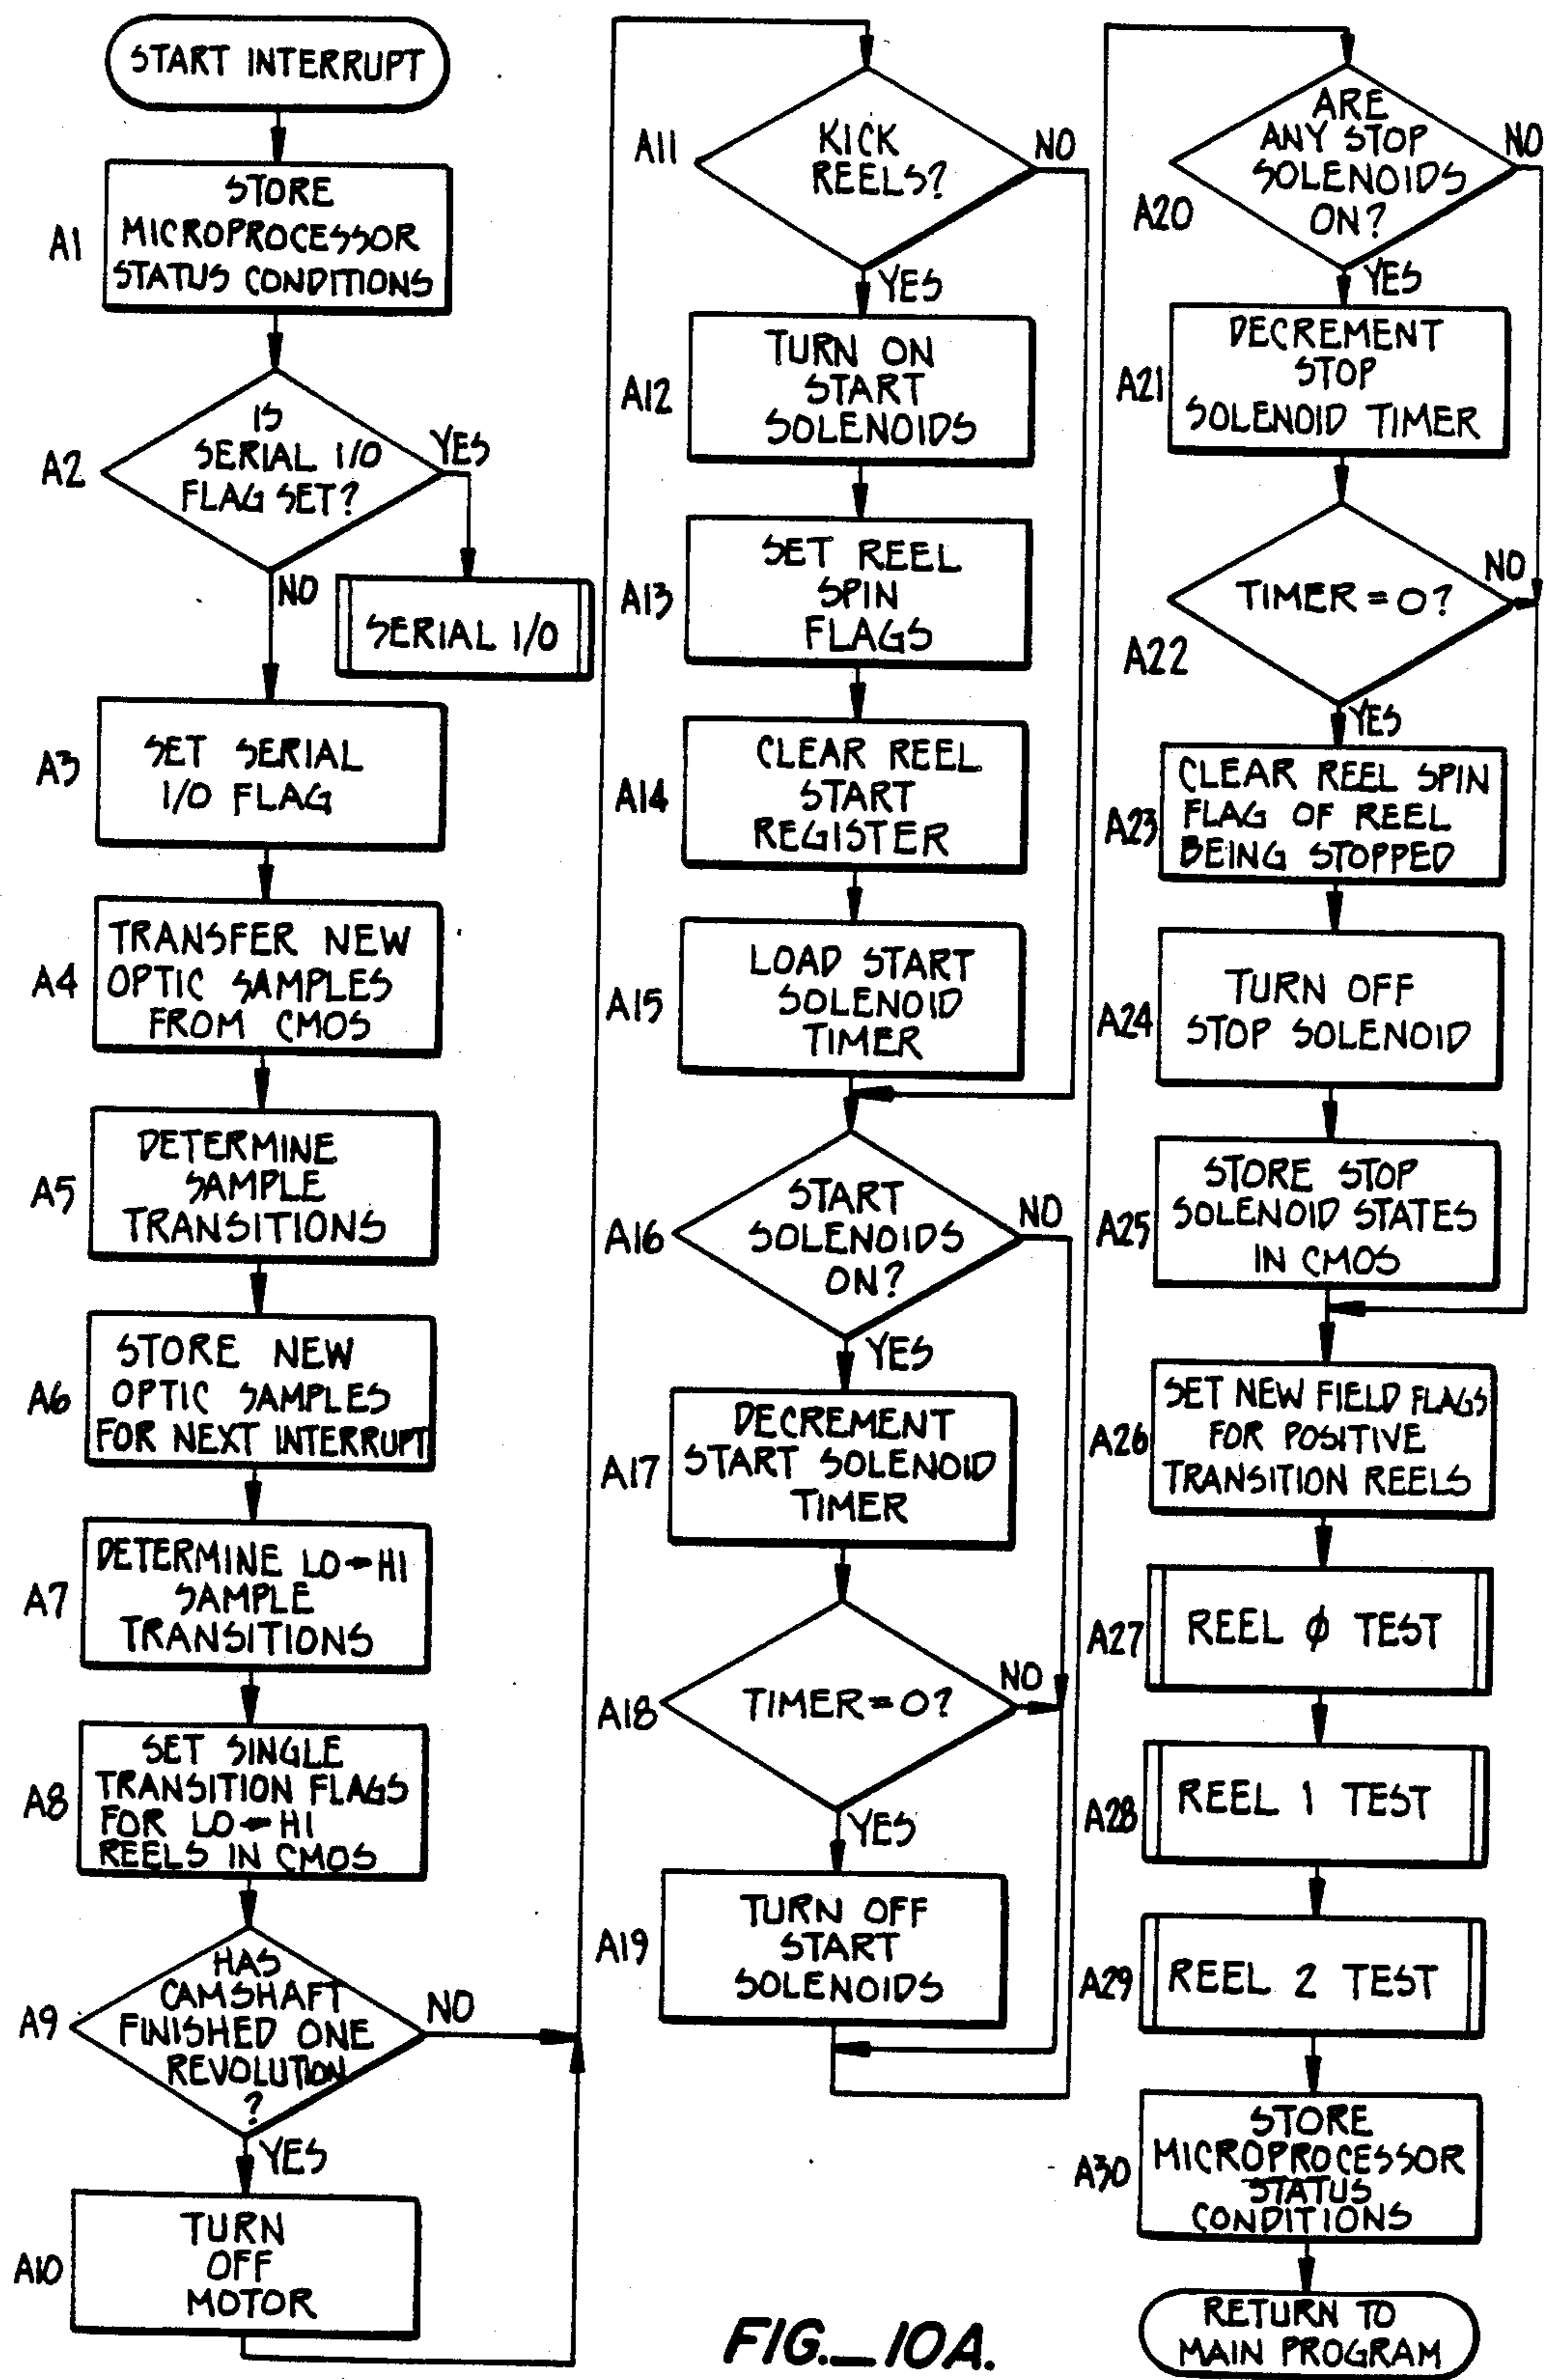 START INTERRUPT
A1
STORE
MICROPROCESSOR
STATUS CONDITIONS
A2
IS
SERIAL I/O
FLAG SET?
YES
NO
SERIAL I/O
A3
SET SERIAL
I/O FLAG
A4
TRANSFER NEW
OPTIC SAMPLES
FROM CMOS
A5
DETERMINE
SAMPLE
TRANSITIONS
A6
STORE NEW
OPTIC SAMPLES
FOR NEXT INTERRUPT
A7
DETERMINE LO→HI
SAMPLE
TRANSITIONS
A8
SET SINGLE
TRANSITION FLAGS
FOR LO→HI
REELS IN CMOS
A9
HAS
CAMSHAFT
FINISHED ONE
REVOLUTION
?
NO
YES
A10
TURN
OFF
MOTOR
A11
KICK
REELS?
NO
YES
A12
TURN ON
START
SOLENOIDS
A13
SET REEL
SPIN
FLAGS
A14
CLEAR REEL
START
REGISTER
A15
LOAD START
SOLENOID
TIMER
A16
START
SOLENOIDS
ON?
NO
YES
A17
DECREMENT
START SOLENOID
TIMER
A18
TIMER=0?
NO
YES
A19
TURN OFF
START
SOLENOIDS
A20
ARE
ANY STOP
SOLENOIDS
ON?
NO
YES
A21
DECREMENT
STOP
SOLENOID TIMER
A22
TIMER=0?
NO
YES
A23
CLEAR REEL SPIN
FLAG OF REEL
BEING STOPPED
A24
TURN OFF
STOP SOLENOID
A25
STORE STOP
SOLENOID STATES
IN CMOS
A26
SET NEW FIELD FLAGS
FOR POSITIVE
TRANSITION REELS
A27
REEL ϕ TEST
A28
REEL 1 TEST
A29
REEL 2 TEST
A30
STORE
MICROPROCESSOR
STATUS
CONDITIONS
RETURN TO
MAIN PROGRAM
FIG._10A.